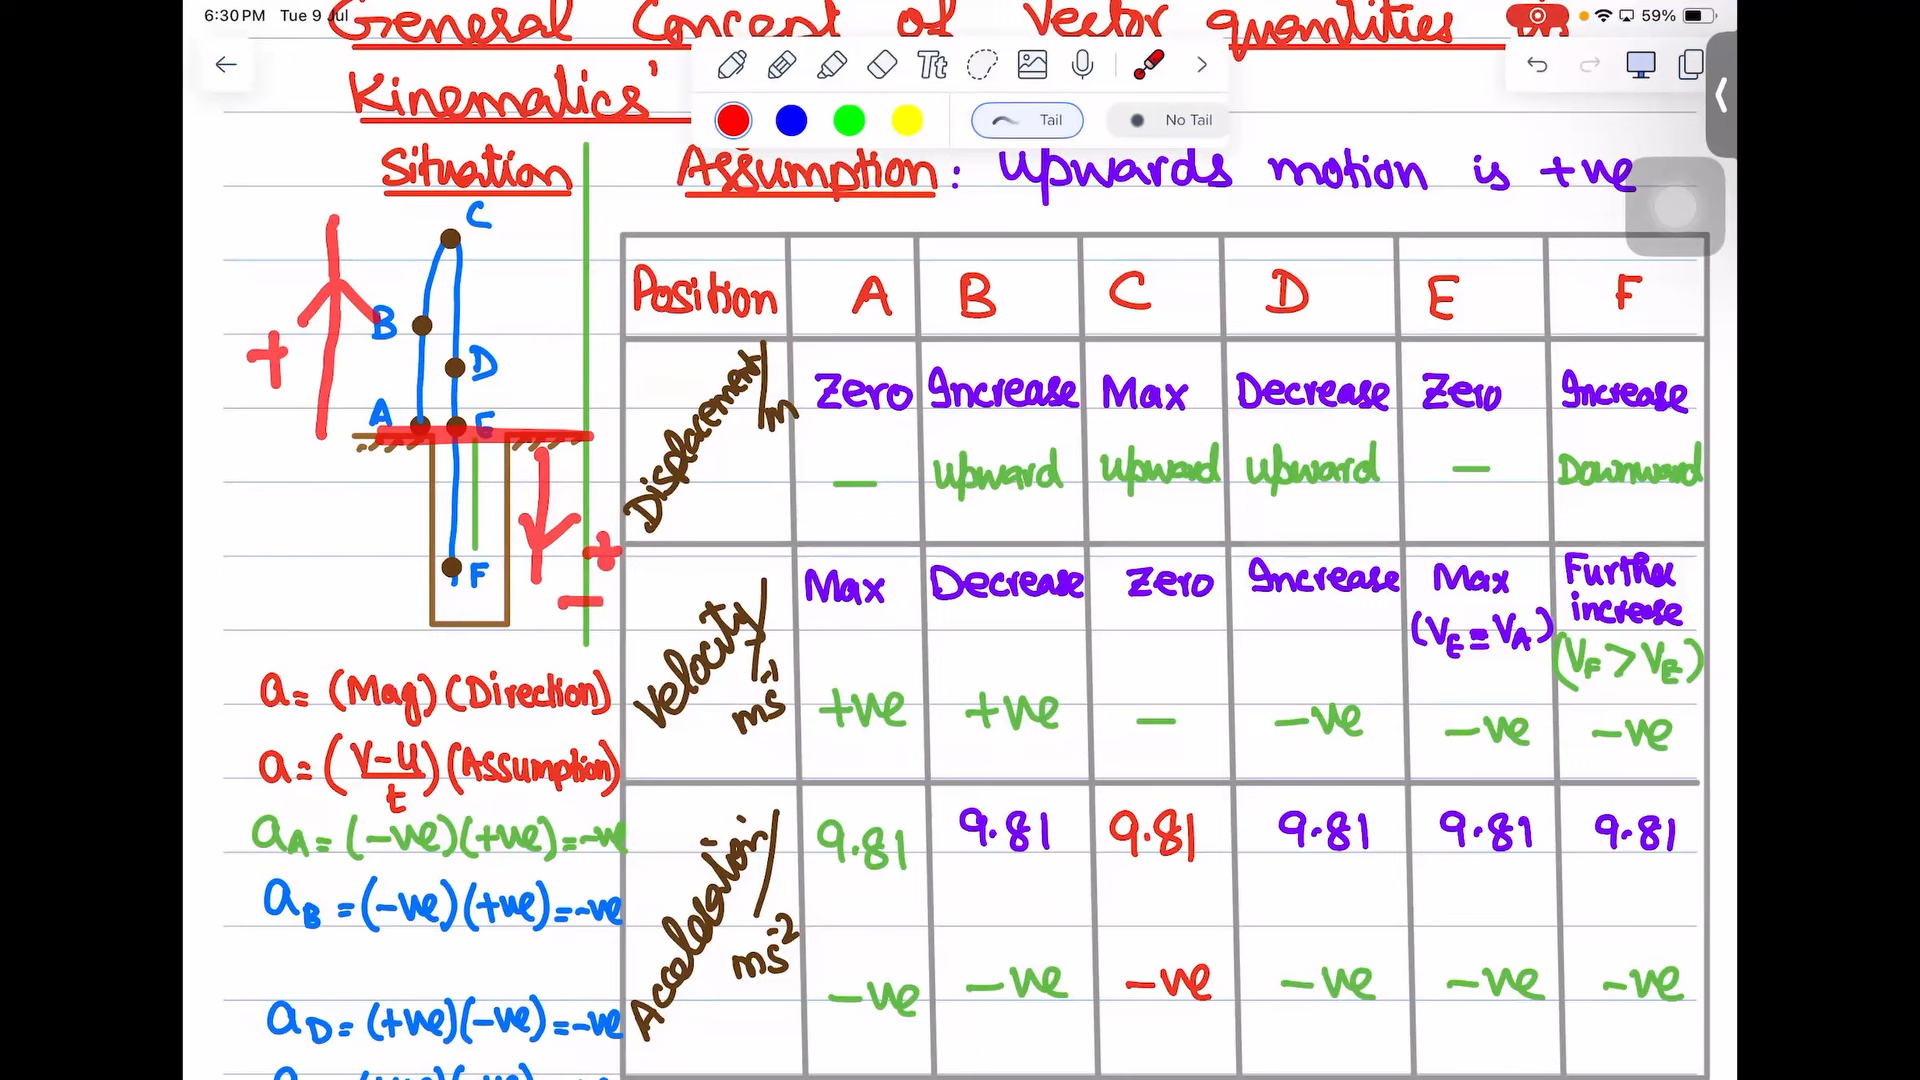 6:30 PM Tue 9 Jul
59%
General Concept of Vector quantities in
Kinematics'
Tt
Tail
No Tail
Situation
Assumption: Upwards motion is +ve
C
B
D
A
E
F
+
+
−
a = (Mag) (Direction)
a = (V-u/t) (Assumption)
aA = (-ve)(+ve) = -ve
aB = (-ve)(+ve) = -ve
aD = (+ve)(-ve) = -ve
Position A B C D E F
Displacement/m
Zero Increase Max Decrease Zero Increase
— Upward Upward Upward — Downward
Velocity/ms⁻¹
Max Decrease Zero Increase Max (VE = VA) Further increase (VF > VE)
+ve +ve — -ve -ve -ve
Acceleration/ms⁻²
9.81 9.81 9.81 9.81 9.81 9.81
-ve -ve -ve -ve -ve -ve